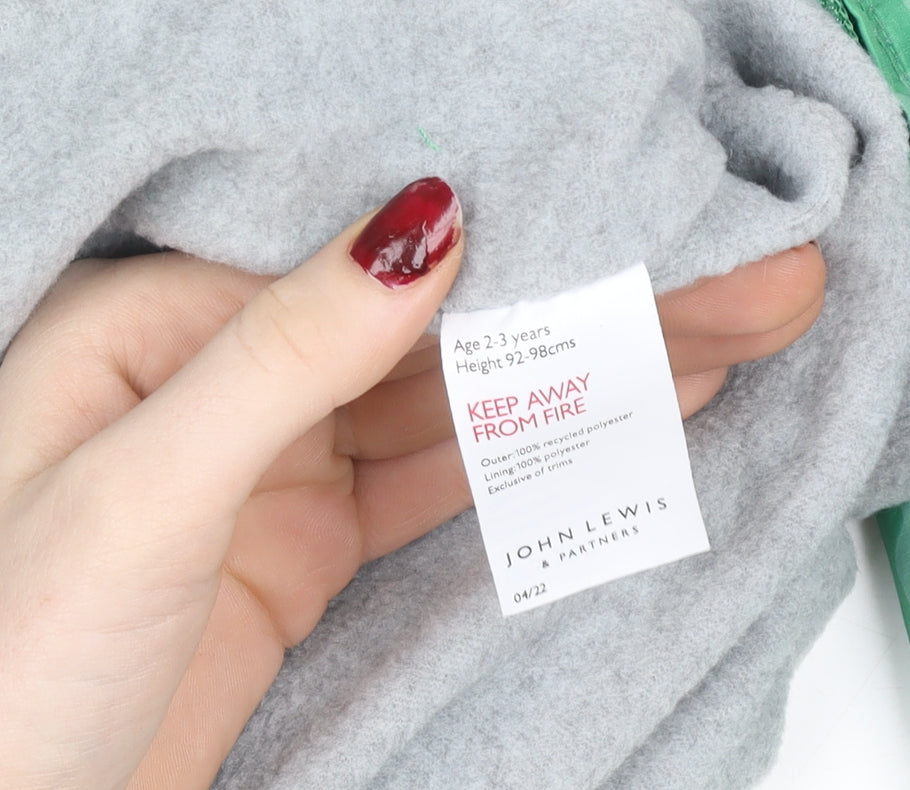 Age 2-3 years
Height 92-98cms
KEEP AWAY
FROM FIRE
Outer:100% recycled polyester
Lining:100% polyester
Exclusive of trims
JOHN LEWIS
& PARTNERS
04/22